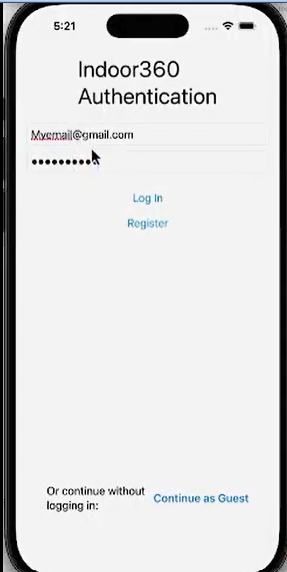 5:21
Indoor360
Authentication
Myemail@gmail.com
Log In
Register
Or continue without
logging in:
Continue as Guest